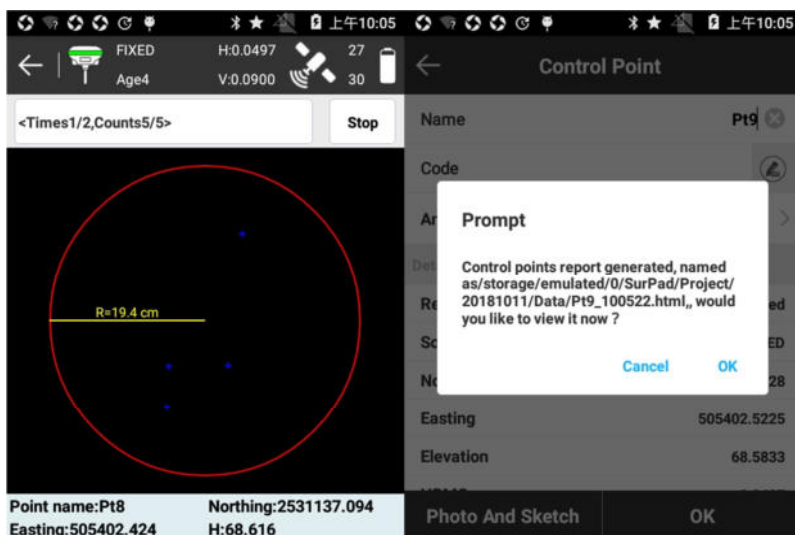 上午10:05
FIXED H:0.0497 27
Age4 V:0.0900 30
<Times1/2,Counts5/5> Stop
R=19.4 cm
Point name:Pt8 Northing:2531137.094
Easting:505402.424 H:68.616
上午10:05
Control Point
Name Pt9
Code
Prompt
Control points report generated, named
as/storage/emulated/0/SurPad/Project/
20181011/Data/Pt9_100522.html,, would
you like to view it now ?
Cancel OK
Easting 505402.5225
Elevation 68.5833
Photo And Sketch OK